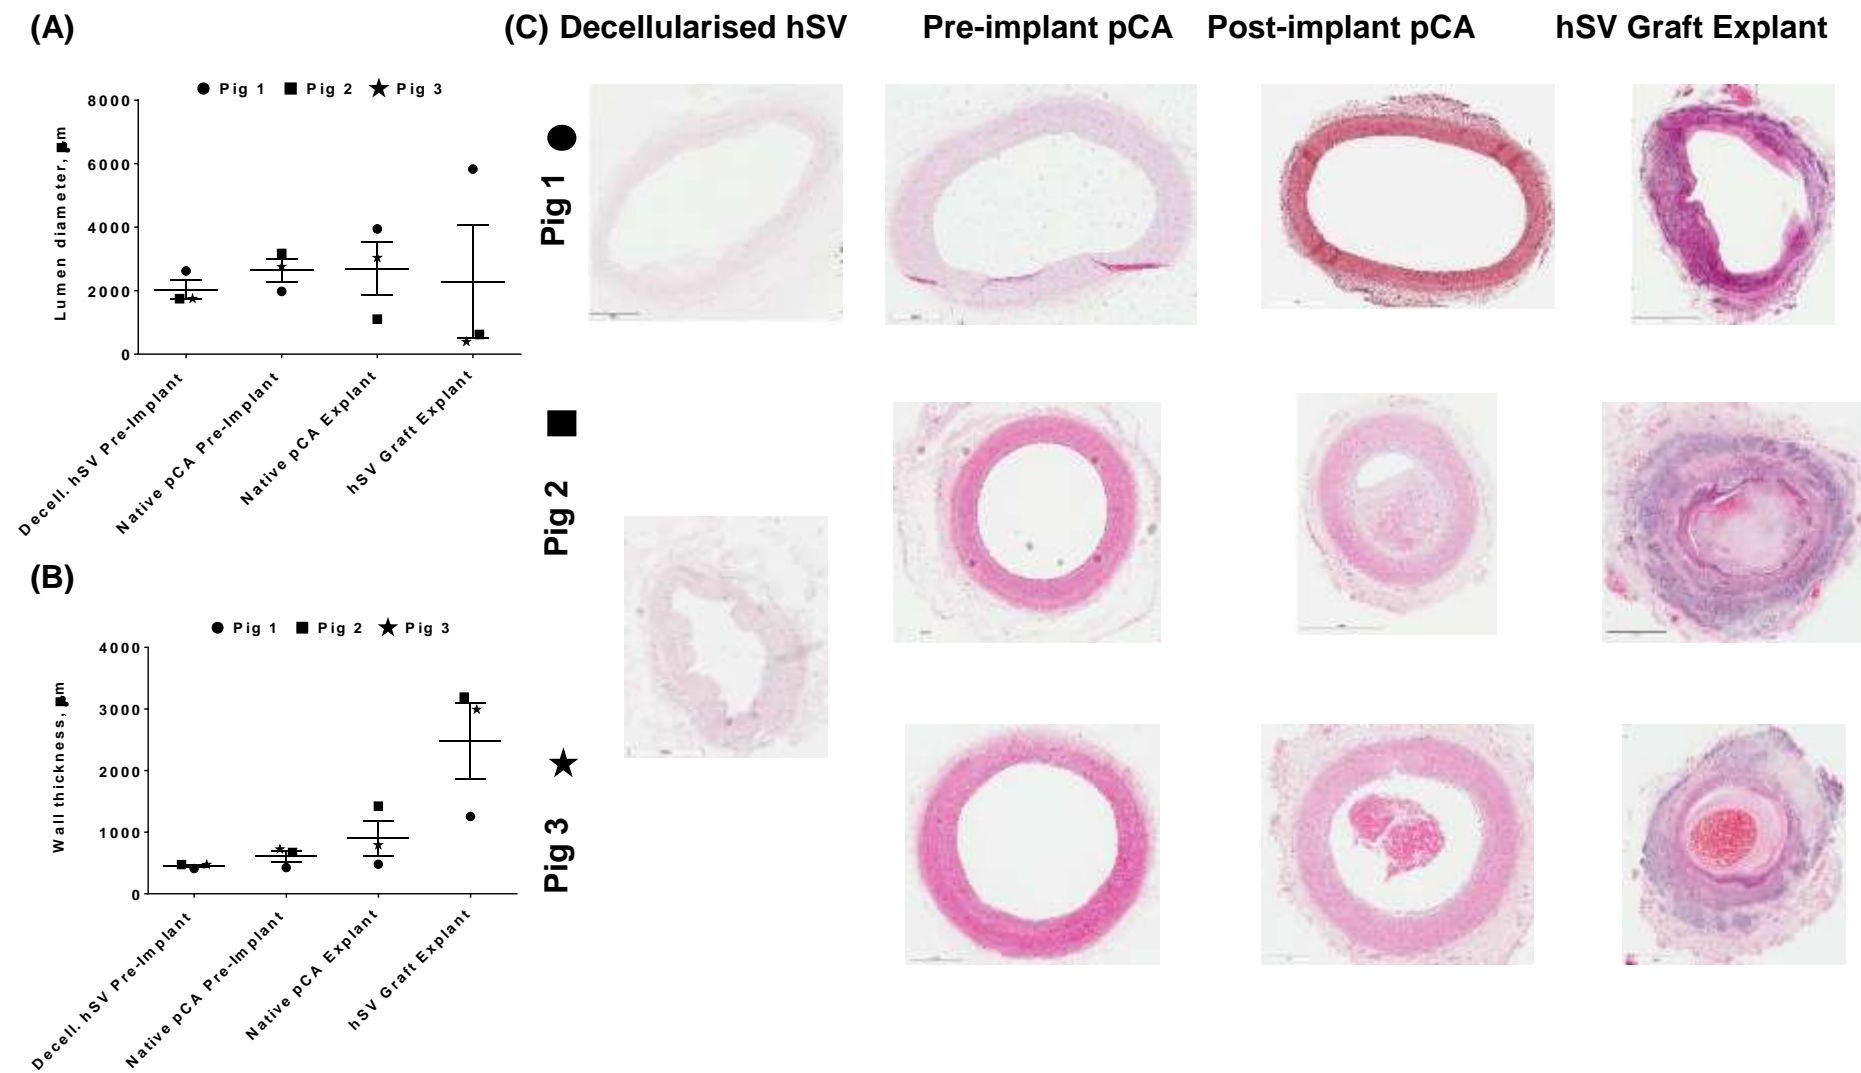 (A)
(C) Decellularised hSV Pre-implant pCA Post-implant pCA hSV Graft Explant
Pig 1 Pig 2 Pig 3
8000
6000
4000
2000
0
Lumen diameter, µm
Decell. hSV Pre-Implant
Native pCA Pre-Implant
Native pCA Explant
hSV Graft Explant
(B)
Pig 1 Pig 2 Pig 3
4000
3000
2000
1000
0
Wall thickness, µm
Decell. hSV Pre-Implant
Native pCA Pre-Implant
Native pCA Explant
hSV Graft Explant
Pig 1
Pig 2
Pig 3